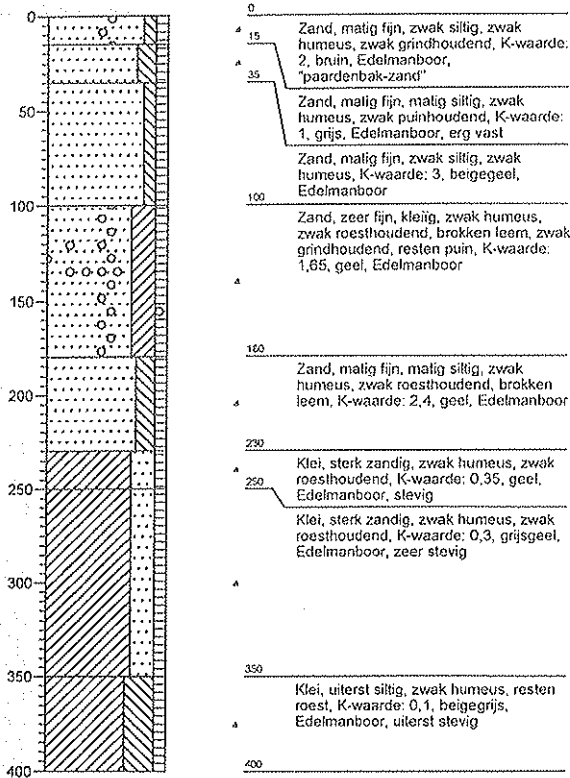 0
50
100
150
200
250
300
350
400
0
Zand, matig fijn, zwak siltig, zwak
humeus, zwak grindhoudend, K-waarde:
2, bruin, Edelmanboor,
"paardenbak-zand"
15
Zand, matig fijn, matig siltig, zwak
humeus, zwak puinhoudend, K-waarde:
1, grijs, Edelmanboor, erg vast
35
Zand, matig fijn, zwak siltig, zwak
humeus, K-waarde: 3, beigegeel,
Edelmanboor
100
Zand, zeer fijn, kleiïg, zwak humeus,
zwak roesthoudend, brokken leem, zwak
grindhoudend, resten puin, K-waarde:
1,65, geel, Edelmanboor
180
Zand, matig fijn, matig siltig, zwak
humeus, zwak roesthoudend, brokken
leem, K-waarde: 2,4, geel, Edelmanboor
230
Klei, sterk zandig, zwak humeus, zwak
roesthoudend, K-waarde: 0,35, geel,
Edelmanboor, stevig
250
Klei, sterk zandig, zwak humeus, zwak
roesthoudend, K-waarde: 0,3, grijsgeel,
Edelmanboor, zeer stevig
350
Klei, uiterst siltig, zwak humeus, resten
roest, K-waarde: 0,1, beigegrijs,
Edelmanboor, uiterst stevig
400